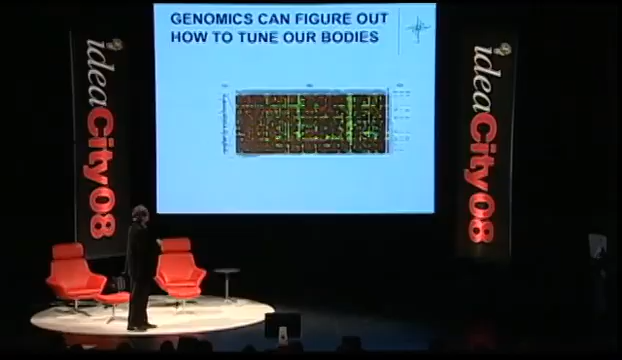 GENOMICS CAN FIGURE OUT
HOW TO TUNE OUR BODIES
ideaCity08
ideaCity08